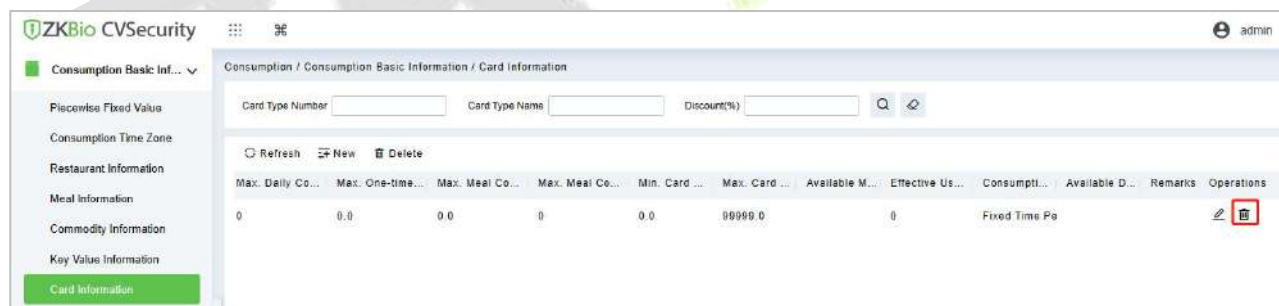 ZKBio CVSecurity
admin
Consumption Basic Inf...
Consumption / Consumption Basic Information / Card Information
Piecewise Fixed Value
Card Type Number
Card Type Name
Discount(%)
Consumption Time Zone
Restaurant Information
Refresh New Delete
Meal Information
Max. Daily Co... Max. One-time... Max. Meal Co... Max. Meal Co... Min. Card ... Max. Card ... Available M... Effective Us... Consumpti... Available D... Remarks Operations
Commodity Information
0 0.0 0.0 0 0.0 99999.0 0 Fixed Time Pe
Key Value Information
Card Information